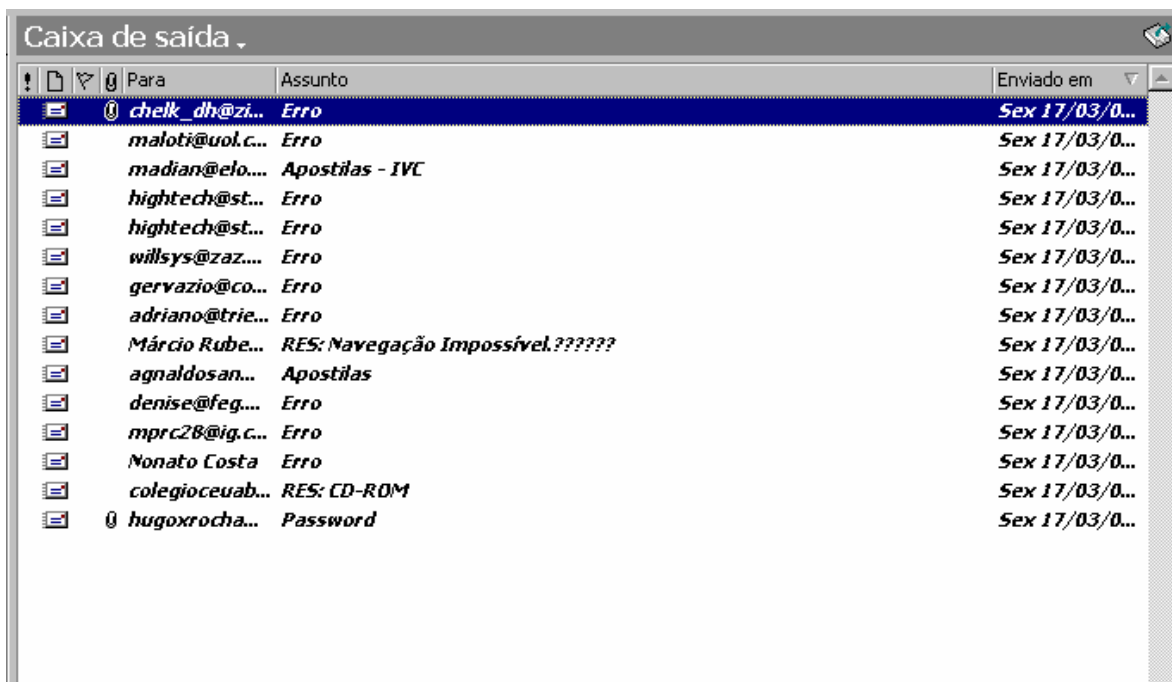 Caixa de saída
! Para Assunto Enviado em
chelk_dh@zi... Erro Sex 17/03/0...
maloti@uol.c... Erro Sex 17/03/0...
madian@elo.... Apostilas - IVC Sex 17/03/0...
hightech@st... Erro Sex 17/03/0...
hightech@st... Erro Sex 17/03/0...
willsys@zaz.... Erro Sex 17/03/0...
gervazio@co... Erro Sex 17/03/0...
adriano@trie... Erro Sex 17/03/0...
Márcio Rube... RES: Navegação Impossível.?????? Sex 17/03/0...
agnaldosan... Apostilas Sex 17/03/0...
denise@feg.... Erro Sex 17/03/0...
mprc28@ig.c... Erro Sex 17/03/0...
Nonato Costa Erro Sex 17/03/0...
colegioceuab... RES: CD-ROM Sex 17/03/0...
hugoxrocha... Password Sex 17/03/0...